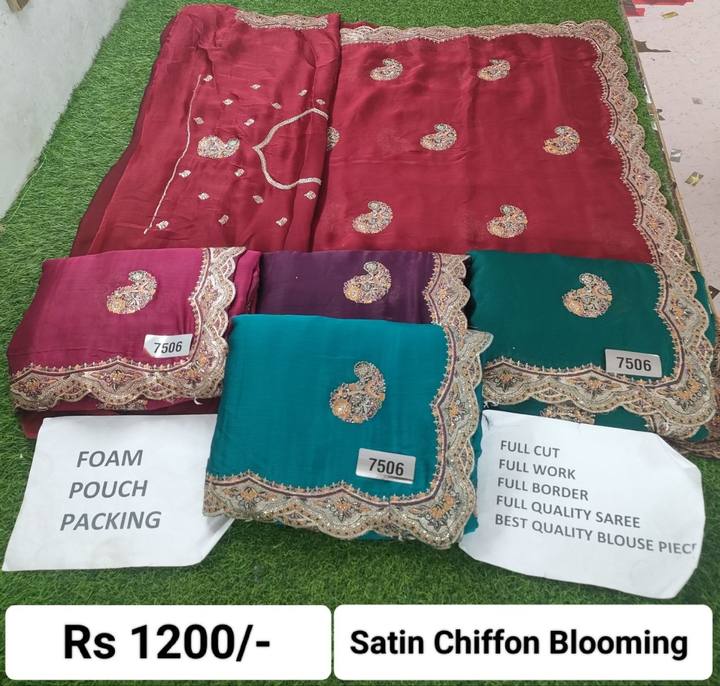 7506
7506
7506
FOAM
POUCH
PACKING
FULL CUT
FULL WORK
FULL BORDER
FULL QUALITY SAREE
BEST QUALITY BLOUSE PIECE
Rs 1200/-
Satin Chiffon Blooming